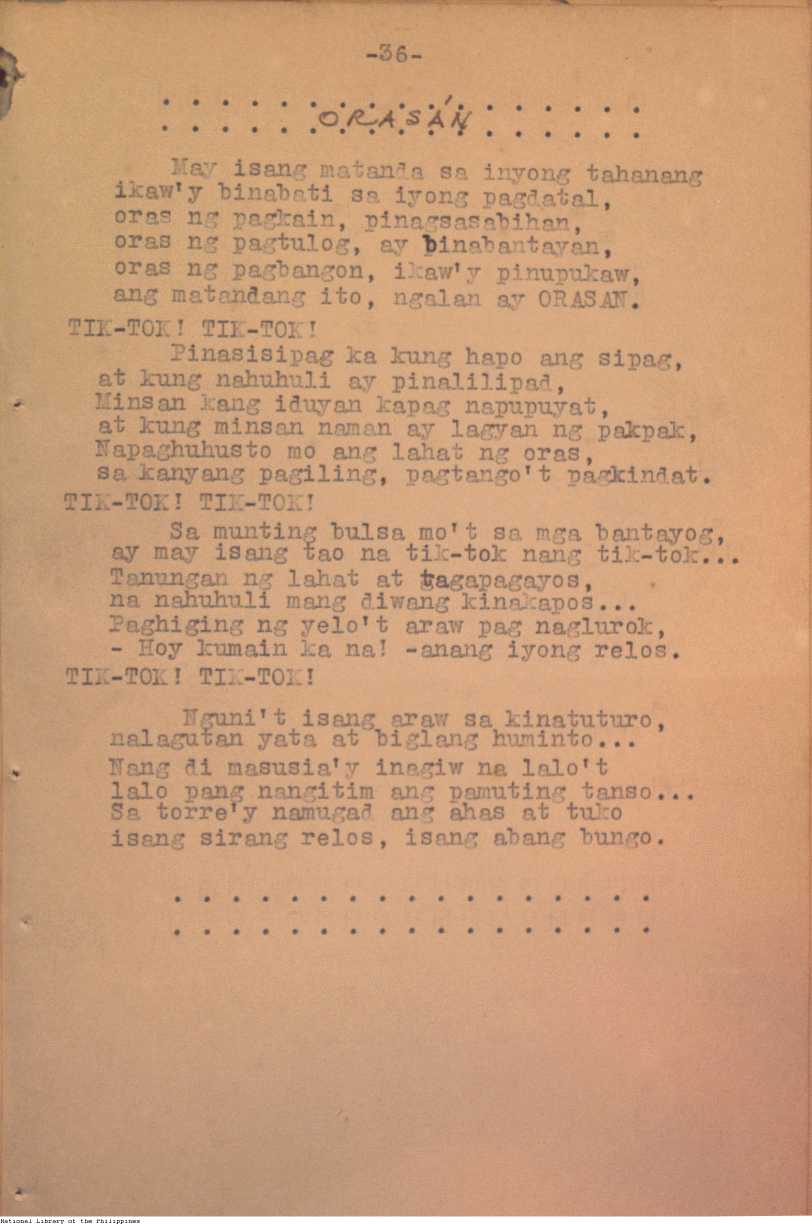 -36-
. . . . . . . . . . . . . . . . .
ORASÁN
. . . . . . . . . . . . . . . . .
May isang matanda sa inyong tahanang
ikaw'y binabati sa iyong pagdatal,
oras ng pagkain, pinagsasabihan,
oras ng pagtulog, ay binabantayan,
oras ng pagbangon, ikaw'y pinupukaw,
ang matandang ito, ngalan ay ORASAN.
TIK-TOK! TIK-TOK!
Pinasisipag ka kung hapo ang sipag,
at kung nahuhuli ay pinalilipad,
Minsan kang iduyan kapag napupuyat,
at kung minsan naman ay lagyan ng pakpak,
Napaghuhusto mo ang lahat ng oras,
sa kanyang pagiling, pagtango't pagkindat.
TIK-TOK! TIK-TOK!
Sa munting bulsa mo't sa mga bantayog,
ay may isang tao na tik-tok nang tik-tok...
Tanungan ng lahat at tagapagayos,
na nahuhuli mang diwang kinakapos...
Paghiging ng yelo't araw pag naglurok,
- Hoy kumain ka na! -anang iyong relos.
TIK-TOK! TIK-TOK!
Nguni't isang araw sa kinatuturo,
nalagutan yata at biglang huminto...
Nang di masusia'y inagiw na lalo't
lalo pang nangitim ang pamuting tanso...
Sa torre'y namugad ang ahas at tuko
isang sirang relos, isang abang bungo.
. . . . . . . . . . . . . . . . .
. . . . . . . . . . . . . . . . .
National Library of the Philippines